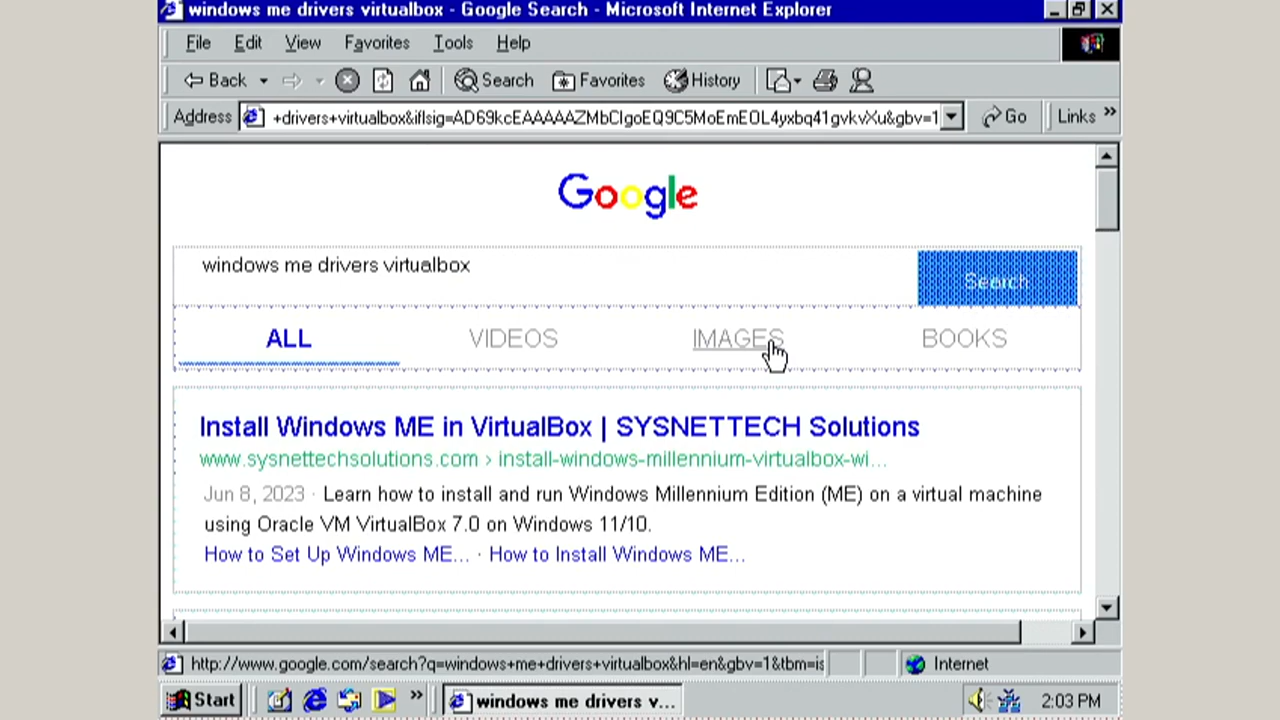 windows me drivers virtualbox - Google Search - Microsoft Internet Explorer
File Edit View Favorites Tools Help
Back Search Favorites History
Address +drivers+virtualbox&iflsig=AD69kcEAAAAAZMbCIgoEQ9C5MoEmEOL4yxbq41gvkvXu&gbv=1 Go Links »
Google
windows me drivers virtualbox Search
ALL VIDEOS IMAGES BOOKS
Install Windows ME in VirtualBox | SYSNETTECH Solutions
www.sysnettechsolutions.com › install-windows-millennium-virtualbox-wi...
Jun 8, 2023 · Learn how to install and run Windows Millennium Edition (ME) on a virtual machine
using Oracle VM VirtualBox 7.0 on Windows 11/10.
How to Set Up Windows ME... · How to Install Windows ME...
http://www.google.com/search?q=windows+me+drivers+virtualbox&hl=en&gbv=1&tbm=is Internet
Start » windows me drivers v... 2:03 PM